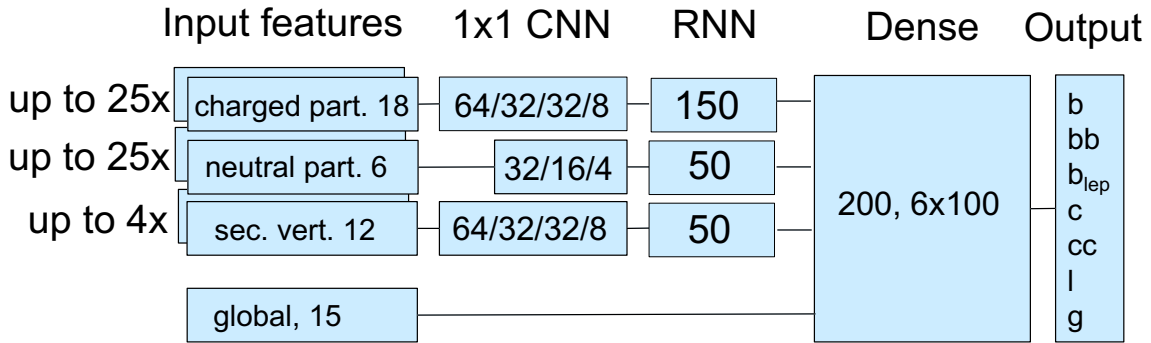 Input features 1x1 CNN RNN Dense Output
up to 25x charged part. 18 64/32/32/8 150
up to 25x neutral part. 6 32/16/4 50
up to 4x sec. vert. 12 64/32/32/8 50
global, 15
200, 6x100
b
bb
b_lep
c
cc
l
g